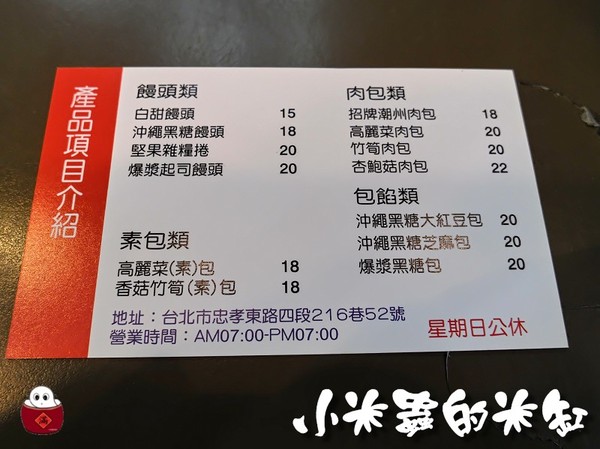 產品項目介紹
饅頭類
白甜饅頭 15
沖繩黑糖饅頭 18
堅果雜糧捲 20
爆漿起司饅頭 20
肉包類
招牌潮州肉包 18
高麗菜肉包 20
竹筍肉包 20
杏鮑菇肉包 22
包餡類
沖繩黑糖大紅豆包 20
沖繩黑糖芝麻包 20
爆漿黑糖包 20
素包類
高麗菜(素)包 18
香菇竹筍(素)包 18
地址：台北市忠孝東路四段216巷52號
營業時間：AM07:00-PM07:00
星期日公休
小米蟲的米缸